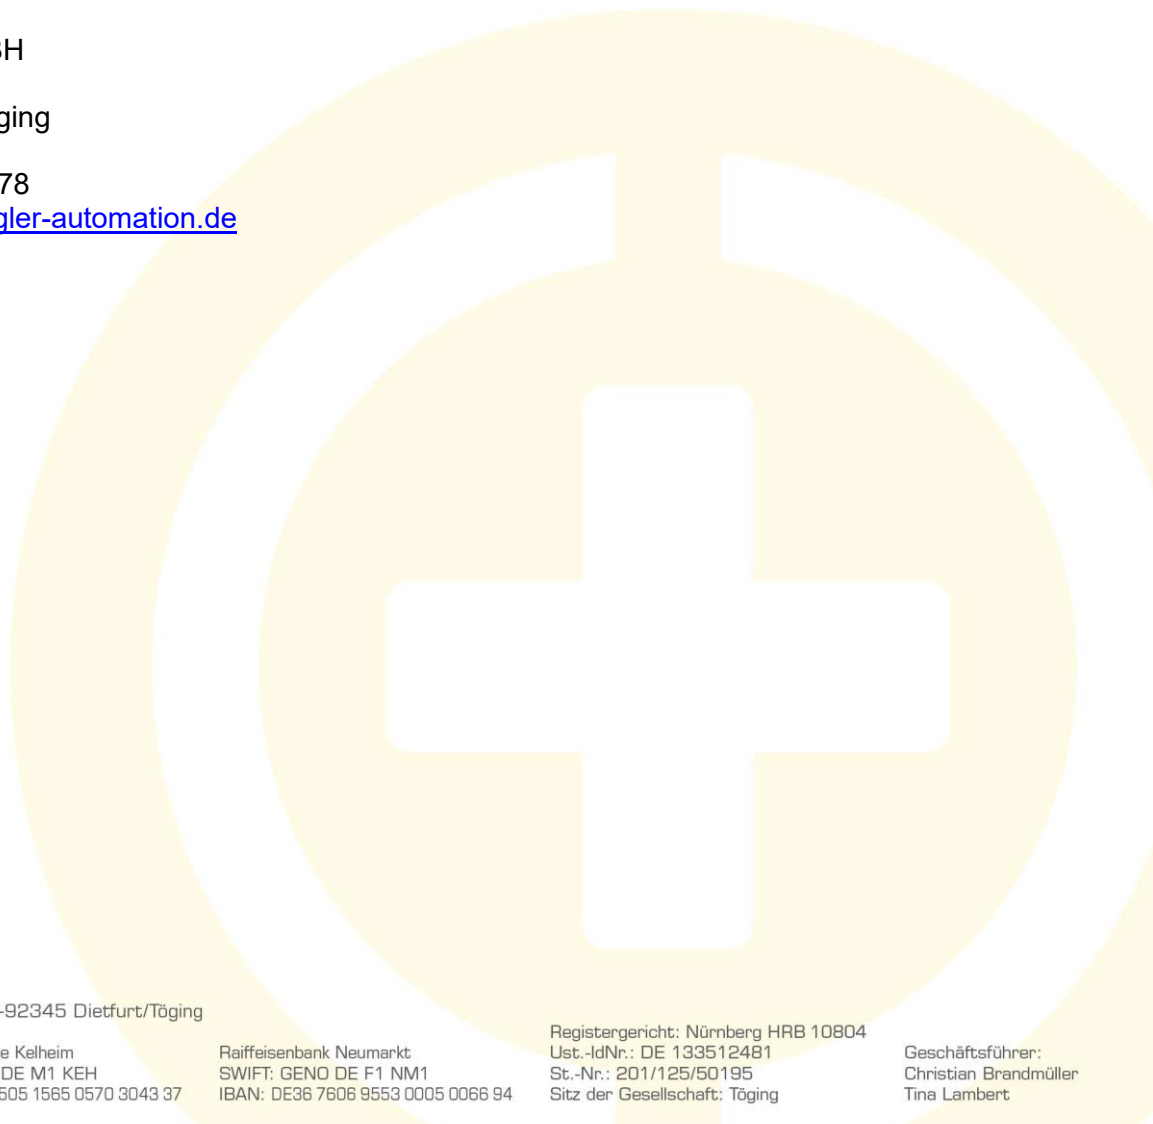 BH
ging
78
gler-automation.de
-92345 Dietfurt/Töging
e Kelheim
DE M1 KEH
505 1565 0570 3043 37
Raiffeisenbank Neumarkt
SWIFT: GENO DE F1 NM1
IBAN: DE36 7606 9553 0005 0066 94
Registergericht: Nürnberg HRB 10804
Ust.-IdNr.: DE 133512481
St.-Nr.: 201/125/50195
Sitz der Gesellschaft: Töging
Geschäftsführer:
Christian Brandmüller
Tina Lambert